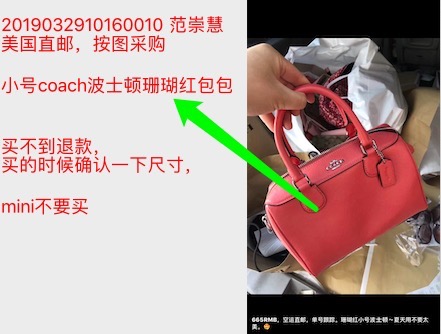 2019032910160010 范崇慧
美国直邮，按图采购
小号coach波士顿珊瑚红包包
买不到退款，
买的时候确认一下尺寸，
mini不要买
COACH
665RMB，空运直邮，单号跟踪。珊瑚红小号波士顿～夏天用不要太
美。